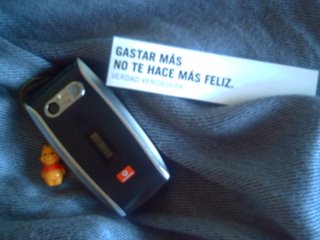 GASTAR MÁS
NO TE HACE MÁS FELIZ.
VERDAD VERDADERA